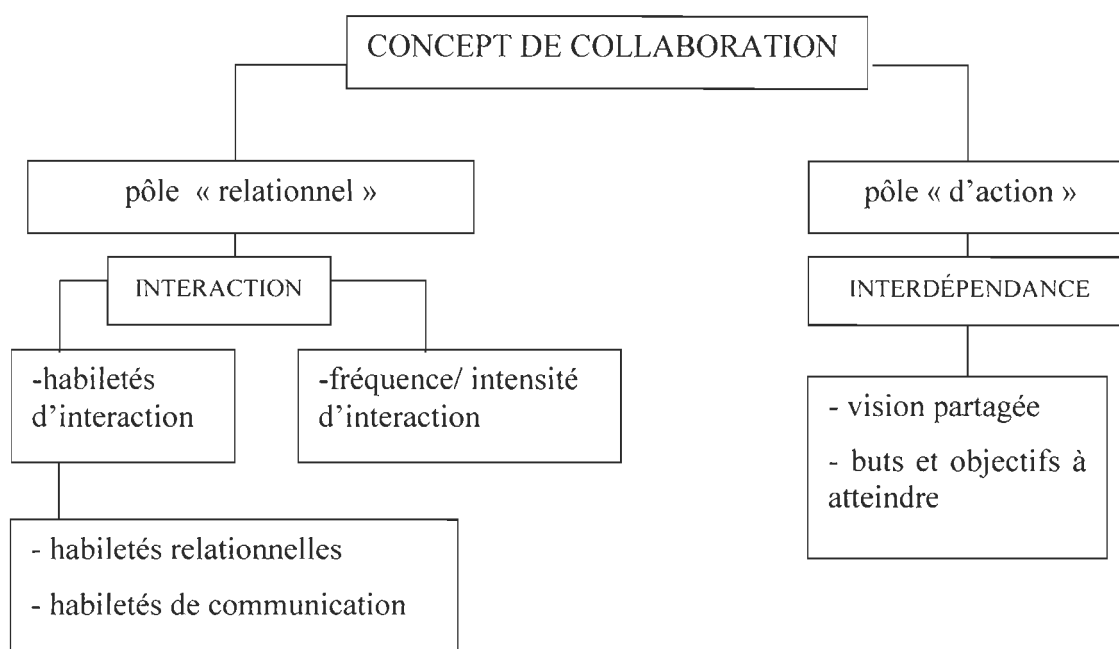 CONCEPT DE COLLABORATION
pôle « relationnel »
pôle « d’action »
INTERACTION
INTERDÉPENDANCE
-habiletés
d’interaction
-fréquence/ intensité
d’interaction
- vision partagée
- buts et objectifs à
atteindre
- habiletés relationnelles
- habiletés de communication